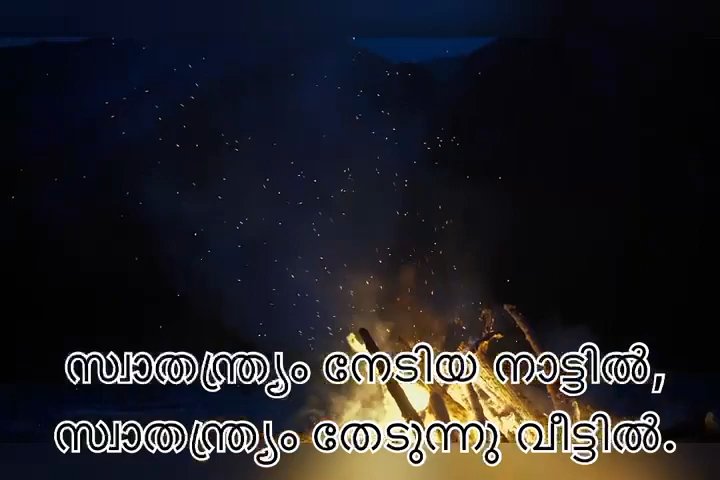 സ്വാതന്ത്ര്യം നേടിയ നാട്ടിൽ,
സ്വാതന്ത്ര്യം തേടുന്നു വീട്ടിൽ.